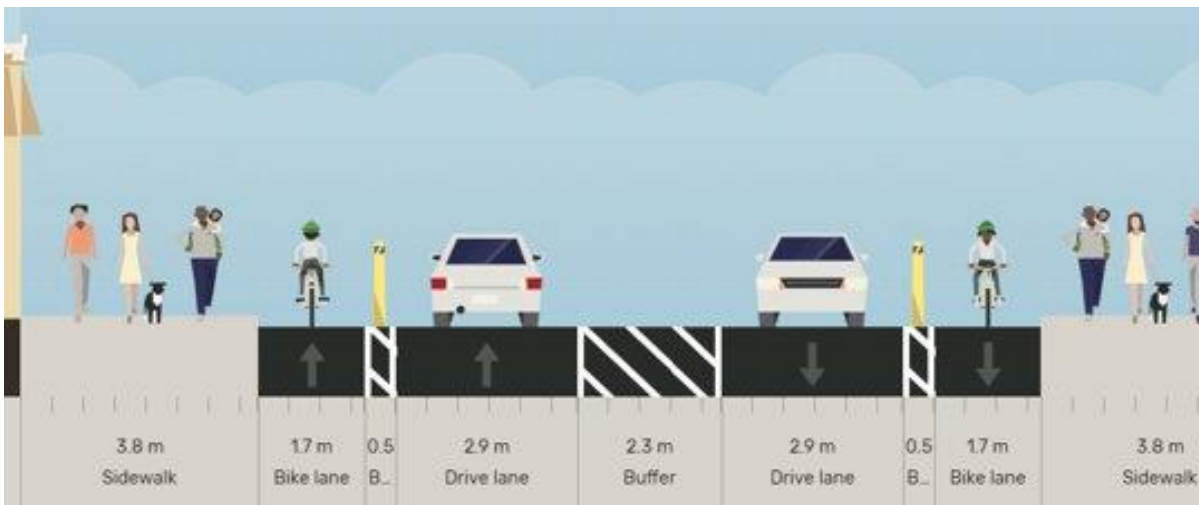 3.8 m
Sidewalk
1.7 m
Bike lane
0.5
B...
2.9 m
Drive lane
2.3 m
Buffer
2.9 m
Drive lane
0.5
B...
1.7 m
Bike lane
3.8 m
Sidewalk